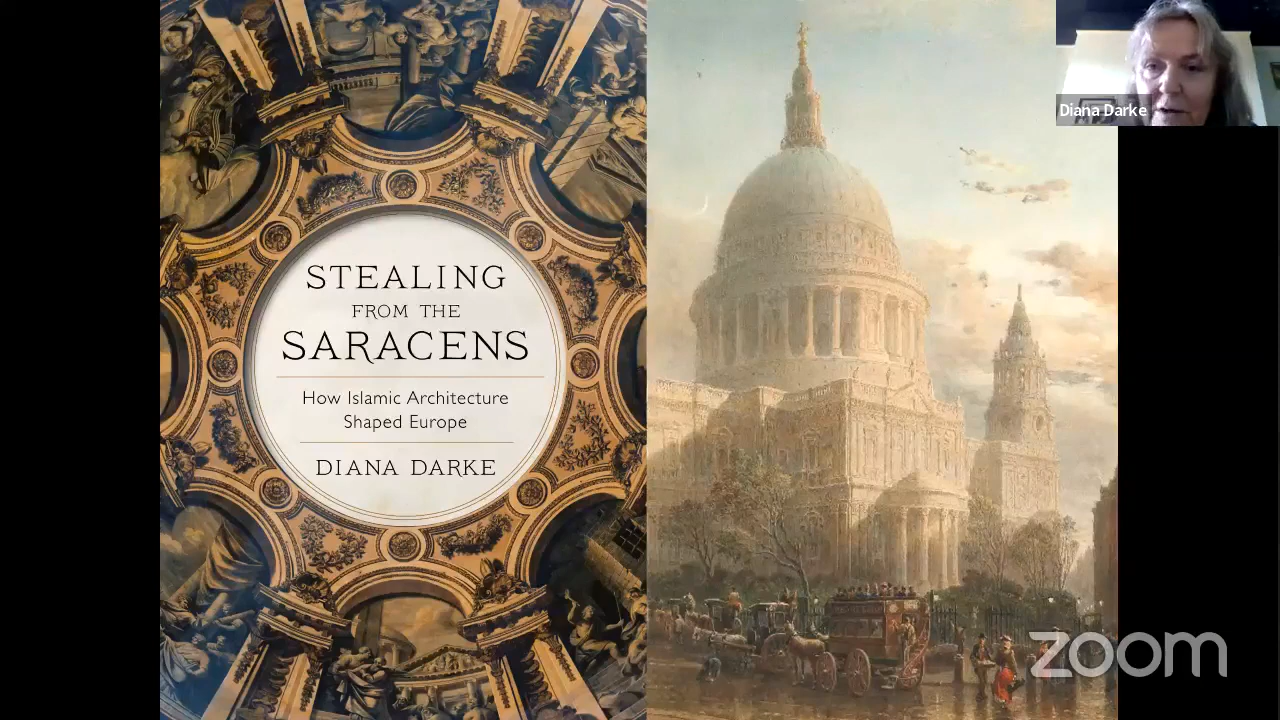 STEALING
FROM THE
SARACENS
How Islamic Architecture
Shaped Europe
DIANA DARKE
Diana Darke
zoom